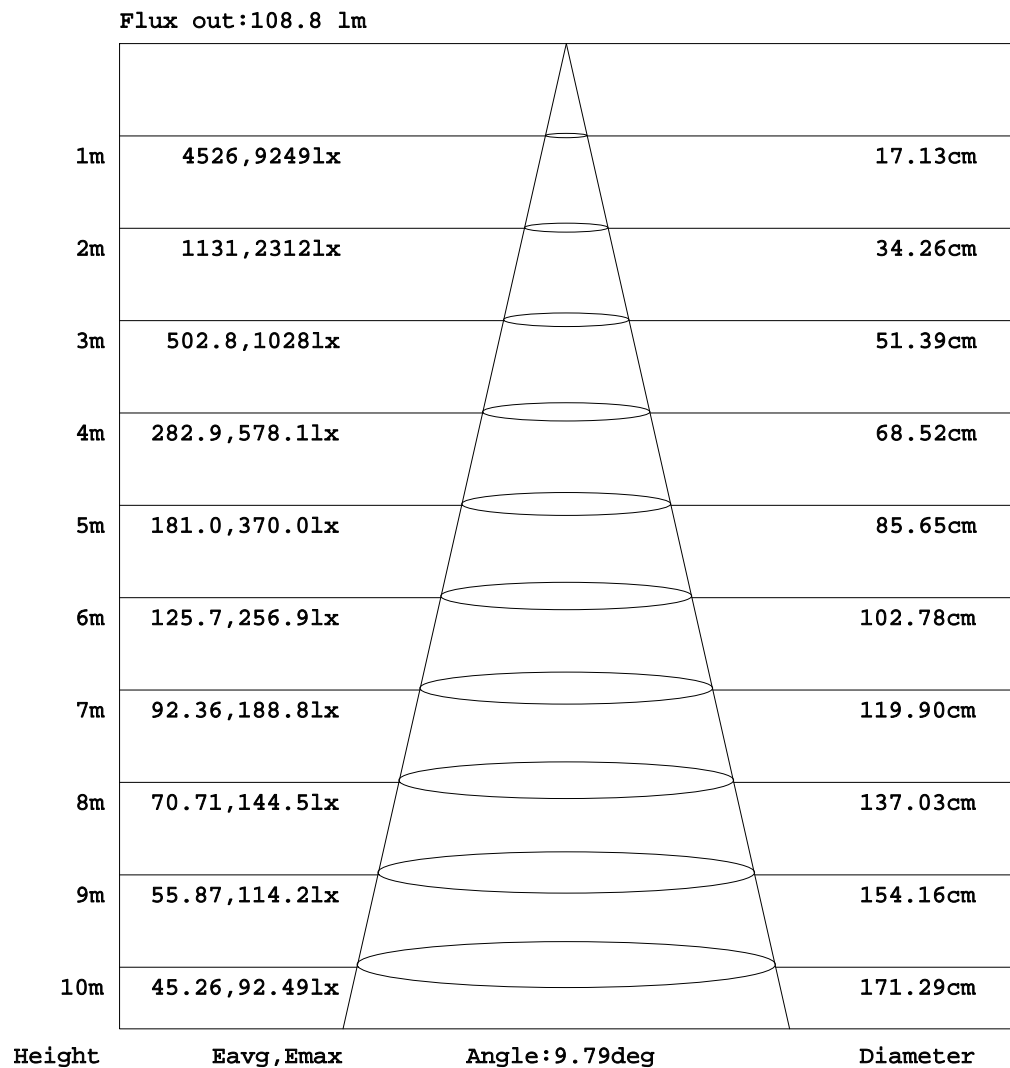 Flux out:108.8 lm
1m 4526,9249lx 17.13cm
2m 1131,2312lx 34.26cm
3m 502.8,1028lx 51.39cm
4m 282.9,578.1lx 68.52cm
5m 181.0,370.0lx 85.65cm
6m 125.7,256.9lx 102.78cm
7m 92.36,188.8lx 119.90cm
8m 70.71,144.5lx 137.03cm
9m 55.87,114.2lx 154.16cm
10m 45.26,92.49lx 171.29cm
Height Eavg,Emax Angle:9.79deg Diameter